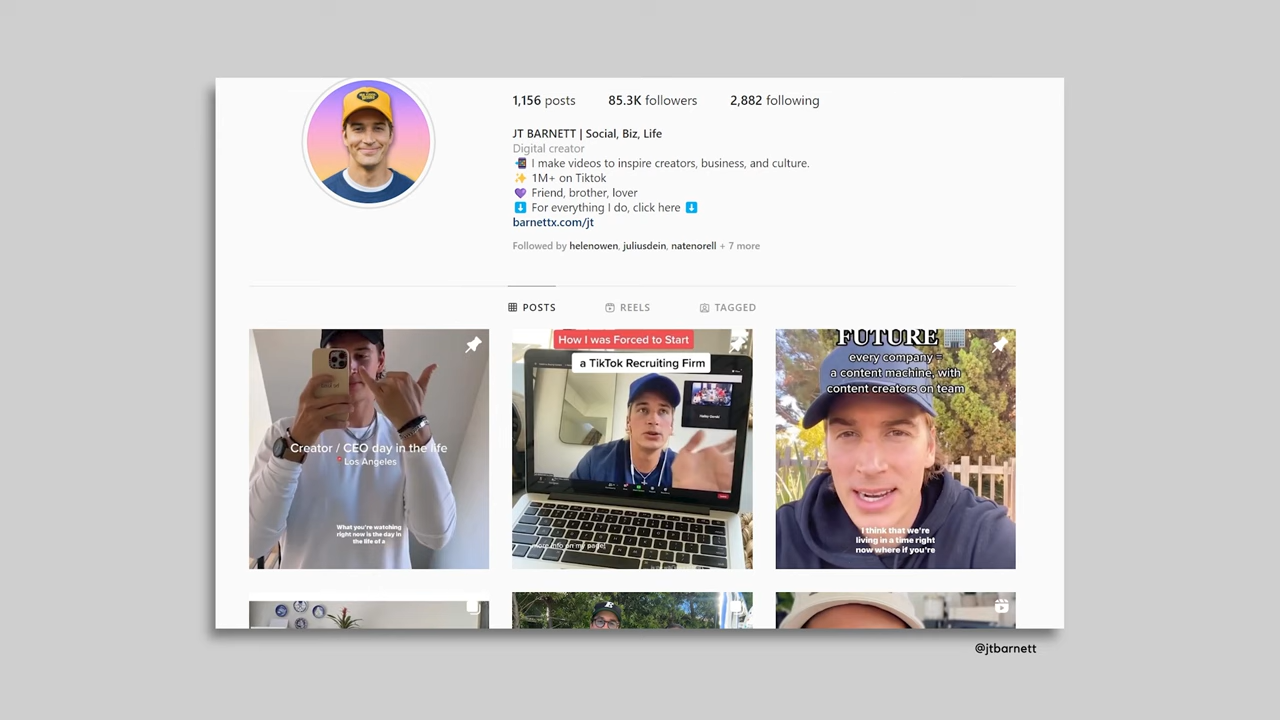 1,156 posts 85.3K followers 2,882 following
JT BARNETT | Social, Biz, Life
Digital creator
📲 I make videos to inspire creators, business, and culture.
✨ 1M+ on Tiktok
💜 Friend, brother, lover
⬇️ For everything I do, click here ⬇️
barnettx.com/jt
Followed by helenowen, juliusdein, natenorell + 7 more
POSTS REELS TAGGED
Creator / CEO day in the life
📍Los Angeles
What you're watching
right now is the day in
the life of a
How I was Forced to Start
a TikTok Recruiting Firm
info on my page!
FUTURE 🏢
every company =
a content machine, with
content creators on team
I think that we're
living in a time right
now where if you're
@jtbarnett